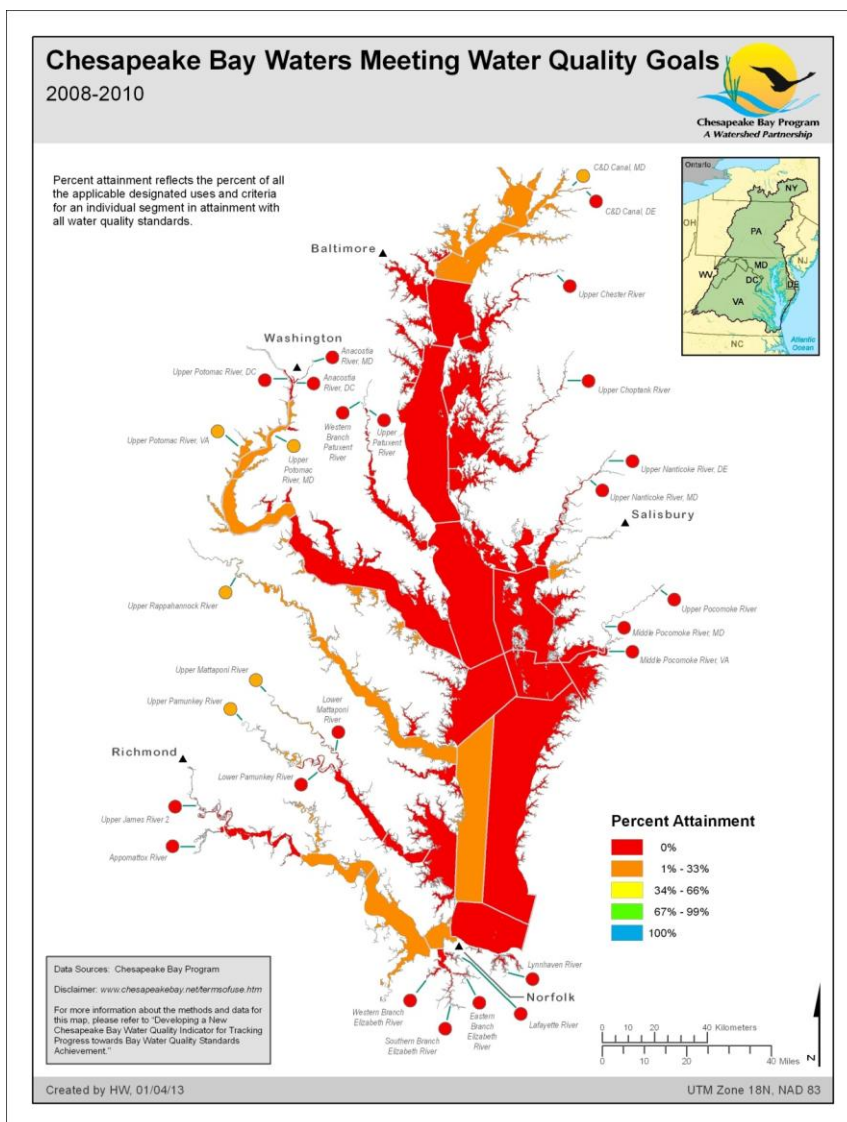 Chesapeake Bay Waters Meeting Water Quality Goals
2008-2010
Chesapeake Bay Program
A Watershed Partnership
Percent attainment reflects the percent of all
the applicable designated uses and criteria
for an individual segment in attainment with
all water quality standards.
C&D Canal, MD
C&D Canal, DE
Ontario
NY
OH
PA
NJ
MD
WV
DC
DE
VA
NC
Atlantic
Ocean
Baltimore
Upper Chester River
Washington
Anacostia
River, MD
Upper Potomac River, DC
Anacostia
River, DC
Upper Choptank River
Western
Branch
Patuxent
River
Upper
Patuxent
River
Upper Potomac River, VA
Upper
Potomac
River, MD
Upper Nanticoke River, DE
Upper Nanticoke River, MD
Salisbury
Upper Rappahannock River
Upper Pocomoke River
Middle Pocomoke River, MD
Middle Pocomoke River, VA
Upper Mattaponi River
Upper Pamunkey River
Lower
Mattaponi
River
Richmond
Lower Pamunkey River
Upper James River 2
Appomattox River
Percent Attainment
0%
1% - 33%
34% - 66%
67% - 99%
100%
Data Sources: Chesapeake Bay Program
Disclaimer: www.chesapeakebay.net/termsofuse.htm
For more information about the methods and data for
this map, please refer to "Developing a New
Chesapeake Bay Water Quality Indicator for Tracking
Progress towards Bay Water Quality Standards
Achievement."
Lynnhaven River
Norfolk
Western Branch
Elizabeth River
Eastern
Branch
Elizabeth
River
Lafayette River
Southern Branch
Elizabeth River
40 Kilometers
0
40 Miles
0
20
N
Created by HW, 01/04/13
UTM Zone 18N, NAD 83